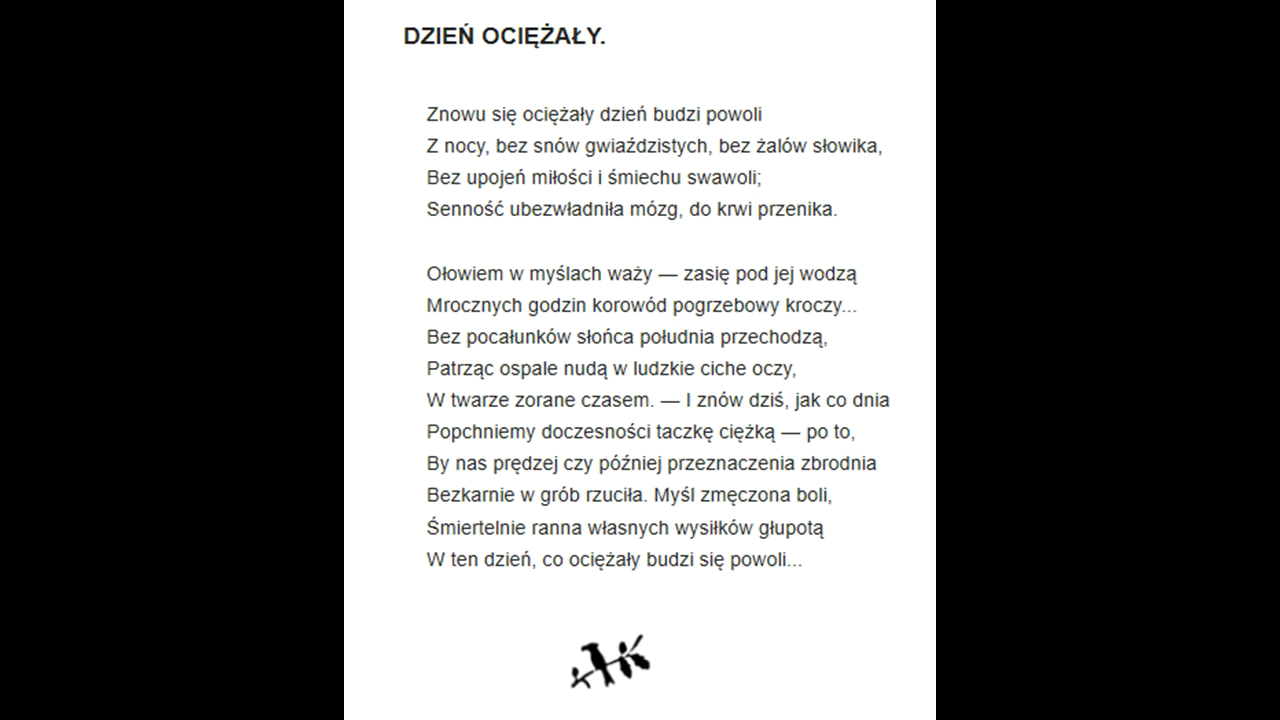 DZIEŃ OCIĘŻAŁY.
Znowu się ociężały dzień budzi powoli
Z nocy, bez snów gwiaździstych, bez żalów słowika,
Bez upojeń miłości i śmiechu swawoli;
Senność ubezwładniła mózg, do krwi przenika.
Ołowiem w myślach waży — zasię pod jej wodzą
Mrocznych godzin korowód pogrzebowy kroczy...
Bez pocałunków słońca południa przechodzą,
Patrząc ospale nudą w ludzkie ciche oczy,
W twarze zorane czasem. — I znów dziś, jak co dnia
Popchniemy doczesności taczkę ciężką — po to,
By nas prędzej czy później przeznaczenia zbrodnia
Bezkarnie w grób rzuciła. Myśl zmęczona boli,
Śmiertelnie ranna własnych wysiłków głupotą
W ten dzień, co ociężały budzi się powoli...